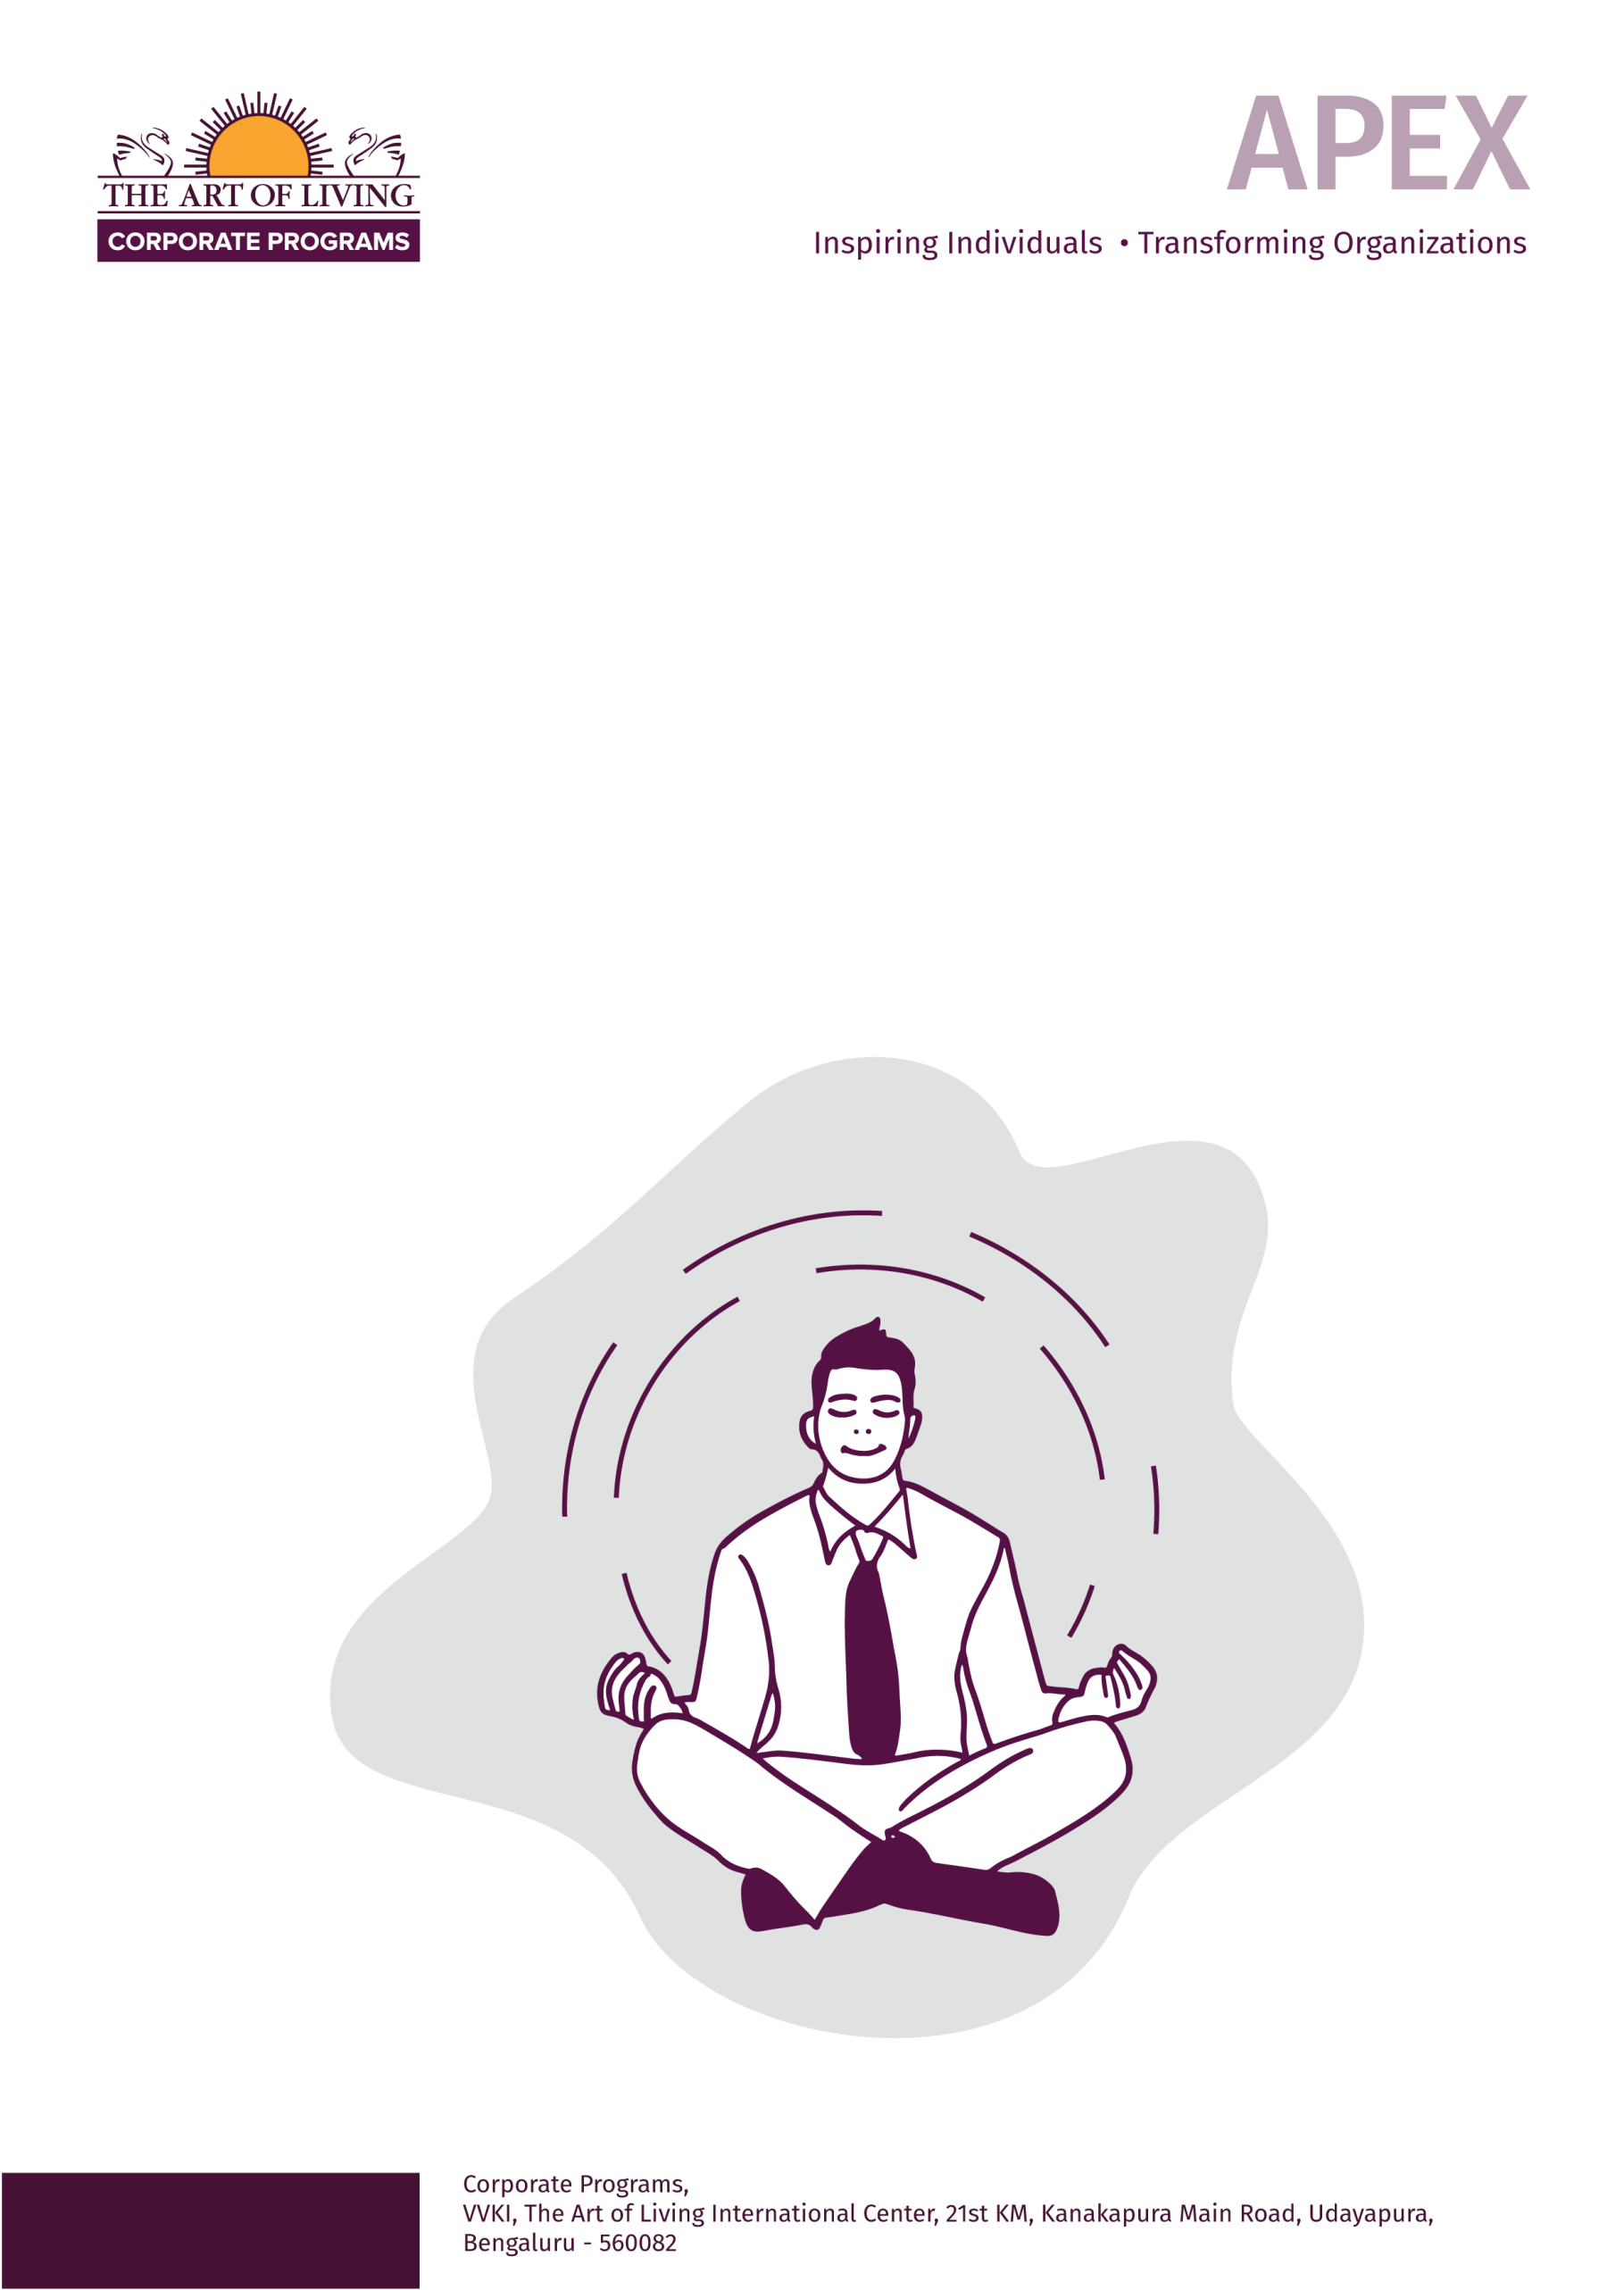 THE ART OF LIVING
CORPORATE PROGRAMS
APEX
Inspiring Individuals • Transforming Organizations
Corporate Programs,
VVKI, The Art of Living International Center, 21st KM, Kanakapura Main Road, Udayapura,
Bengaluru - 560082